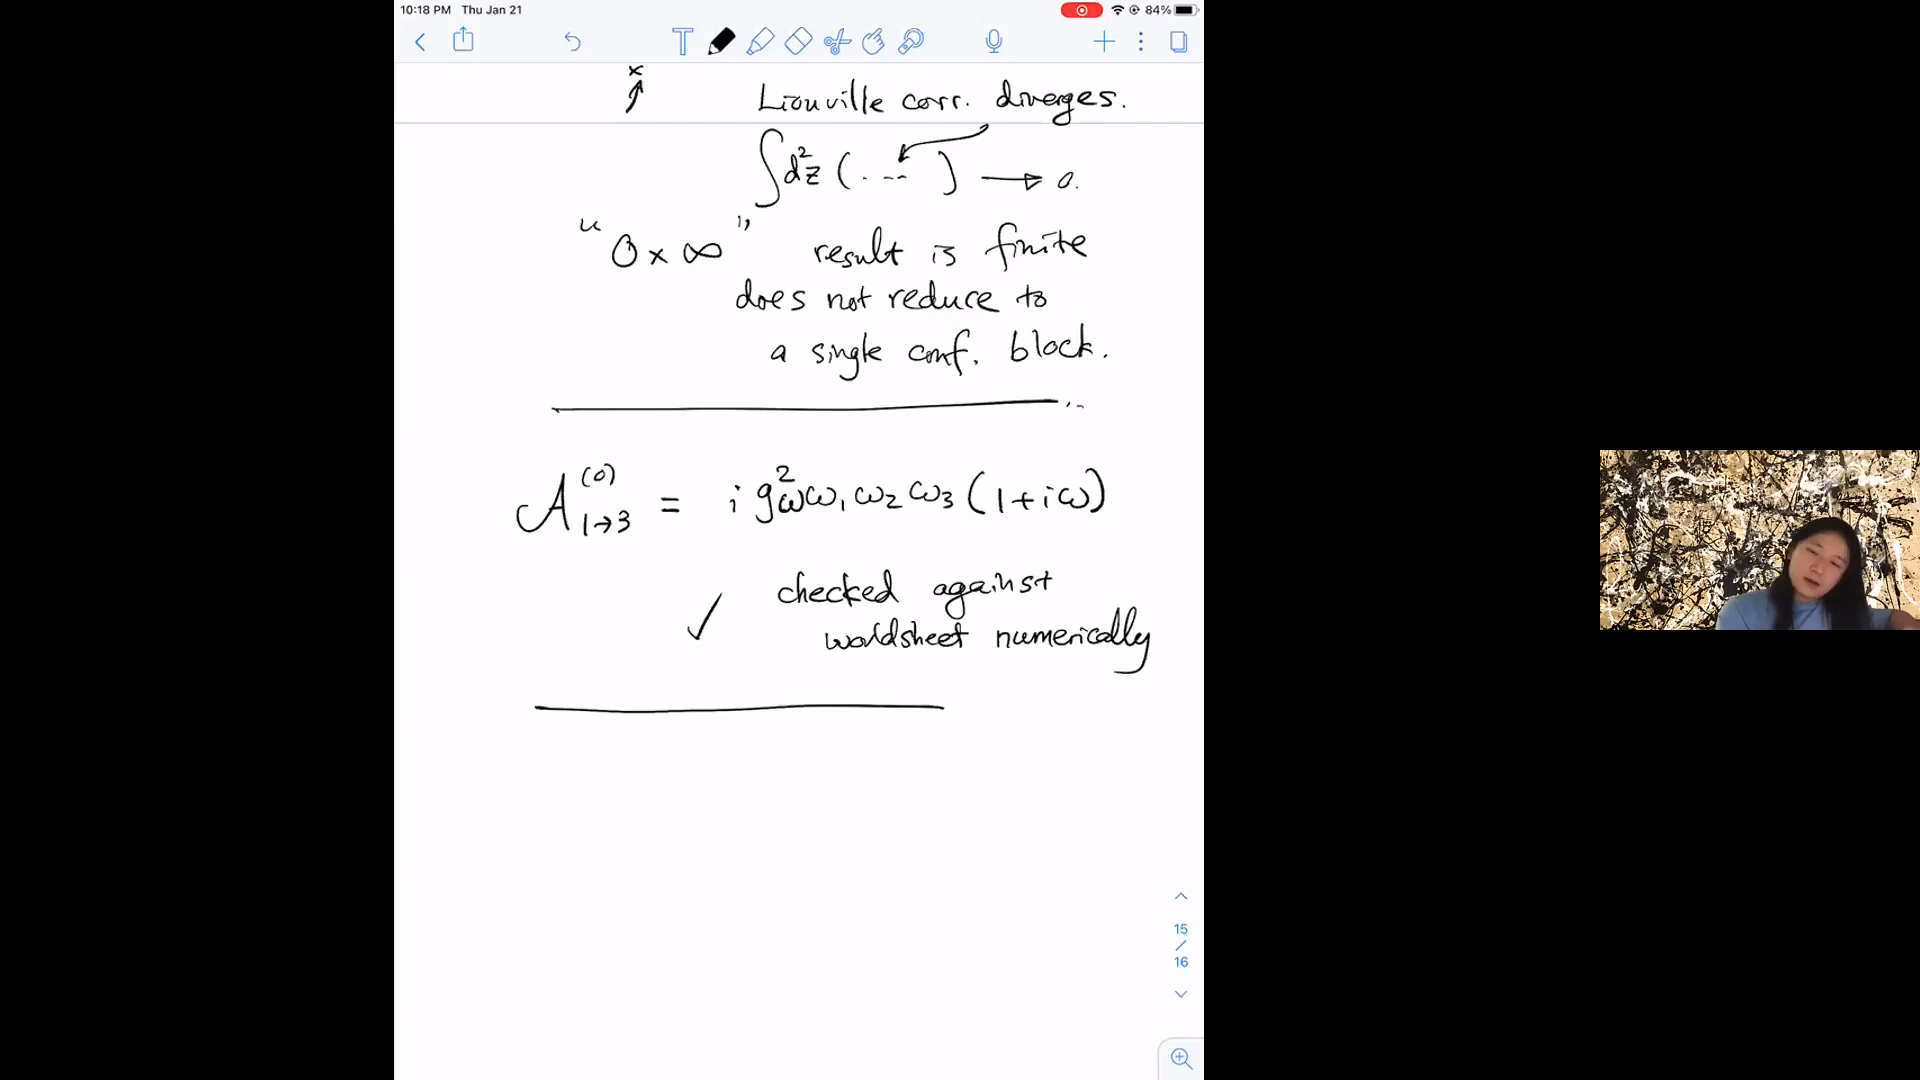 10:18 PM Thu Jan 21
84%
x
Liouville corr. diverges.
∫d²z (. -- ) → 0.
"0 × ∞" result is finite
does not reduce to
a single conf. block.
A⁽⁰⁾₁→₃ = i g² ω ω₁ ω₂ ω₃ (1+iω)
✓ checked against
worldsheet numerically
15
/
16